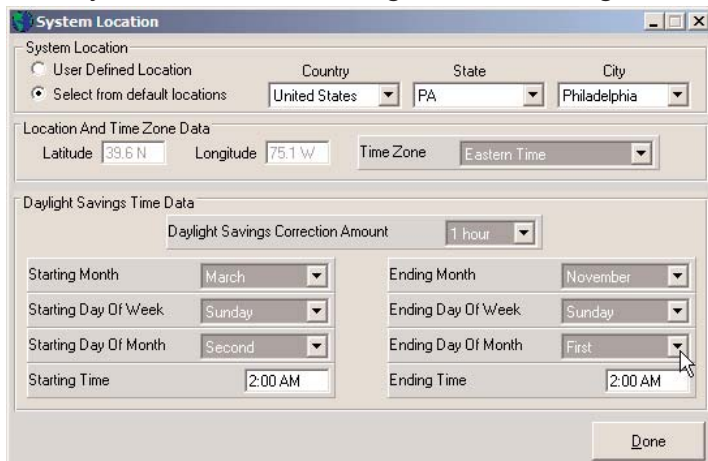 System Location
System Location
User Defined Location Country State City
Select from default locations United States PA Philadelphia
Location And Time Zone Data
Latitude 39.6 N Longitude 75.1 W Time Zone Eastern Time
Daylight Savings Time Data
Daylight Savings Correction Amount 1 hour
Starting Month March Ending Month November
Starting Day Of Week Sunday Ending Day Of Week Sunday
Starting Day Of Month Second Ending Day Of Month First
Starting Time 2:00 AM Ending Time 2:00 AM
Done